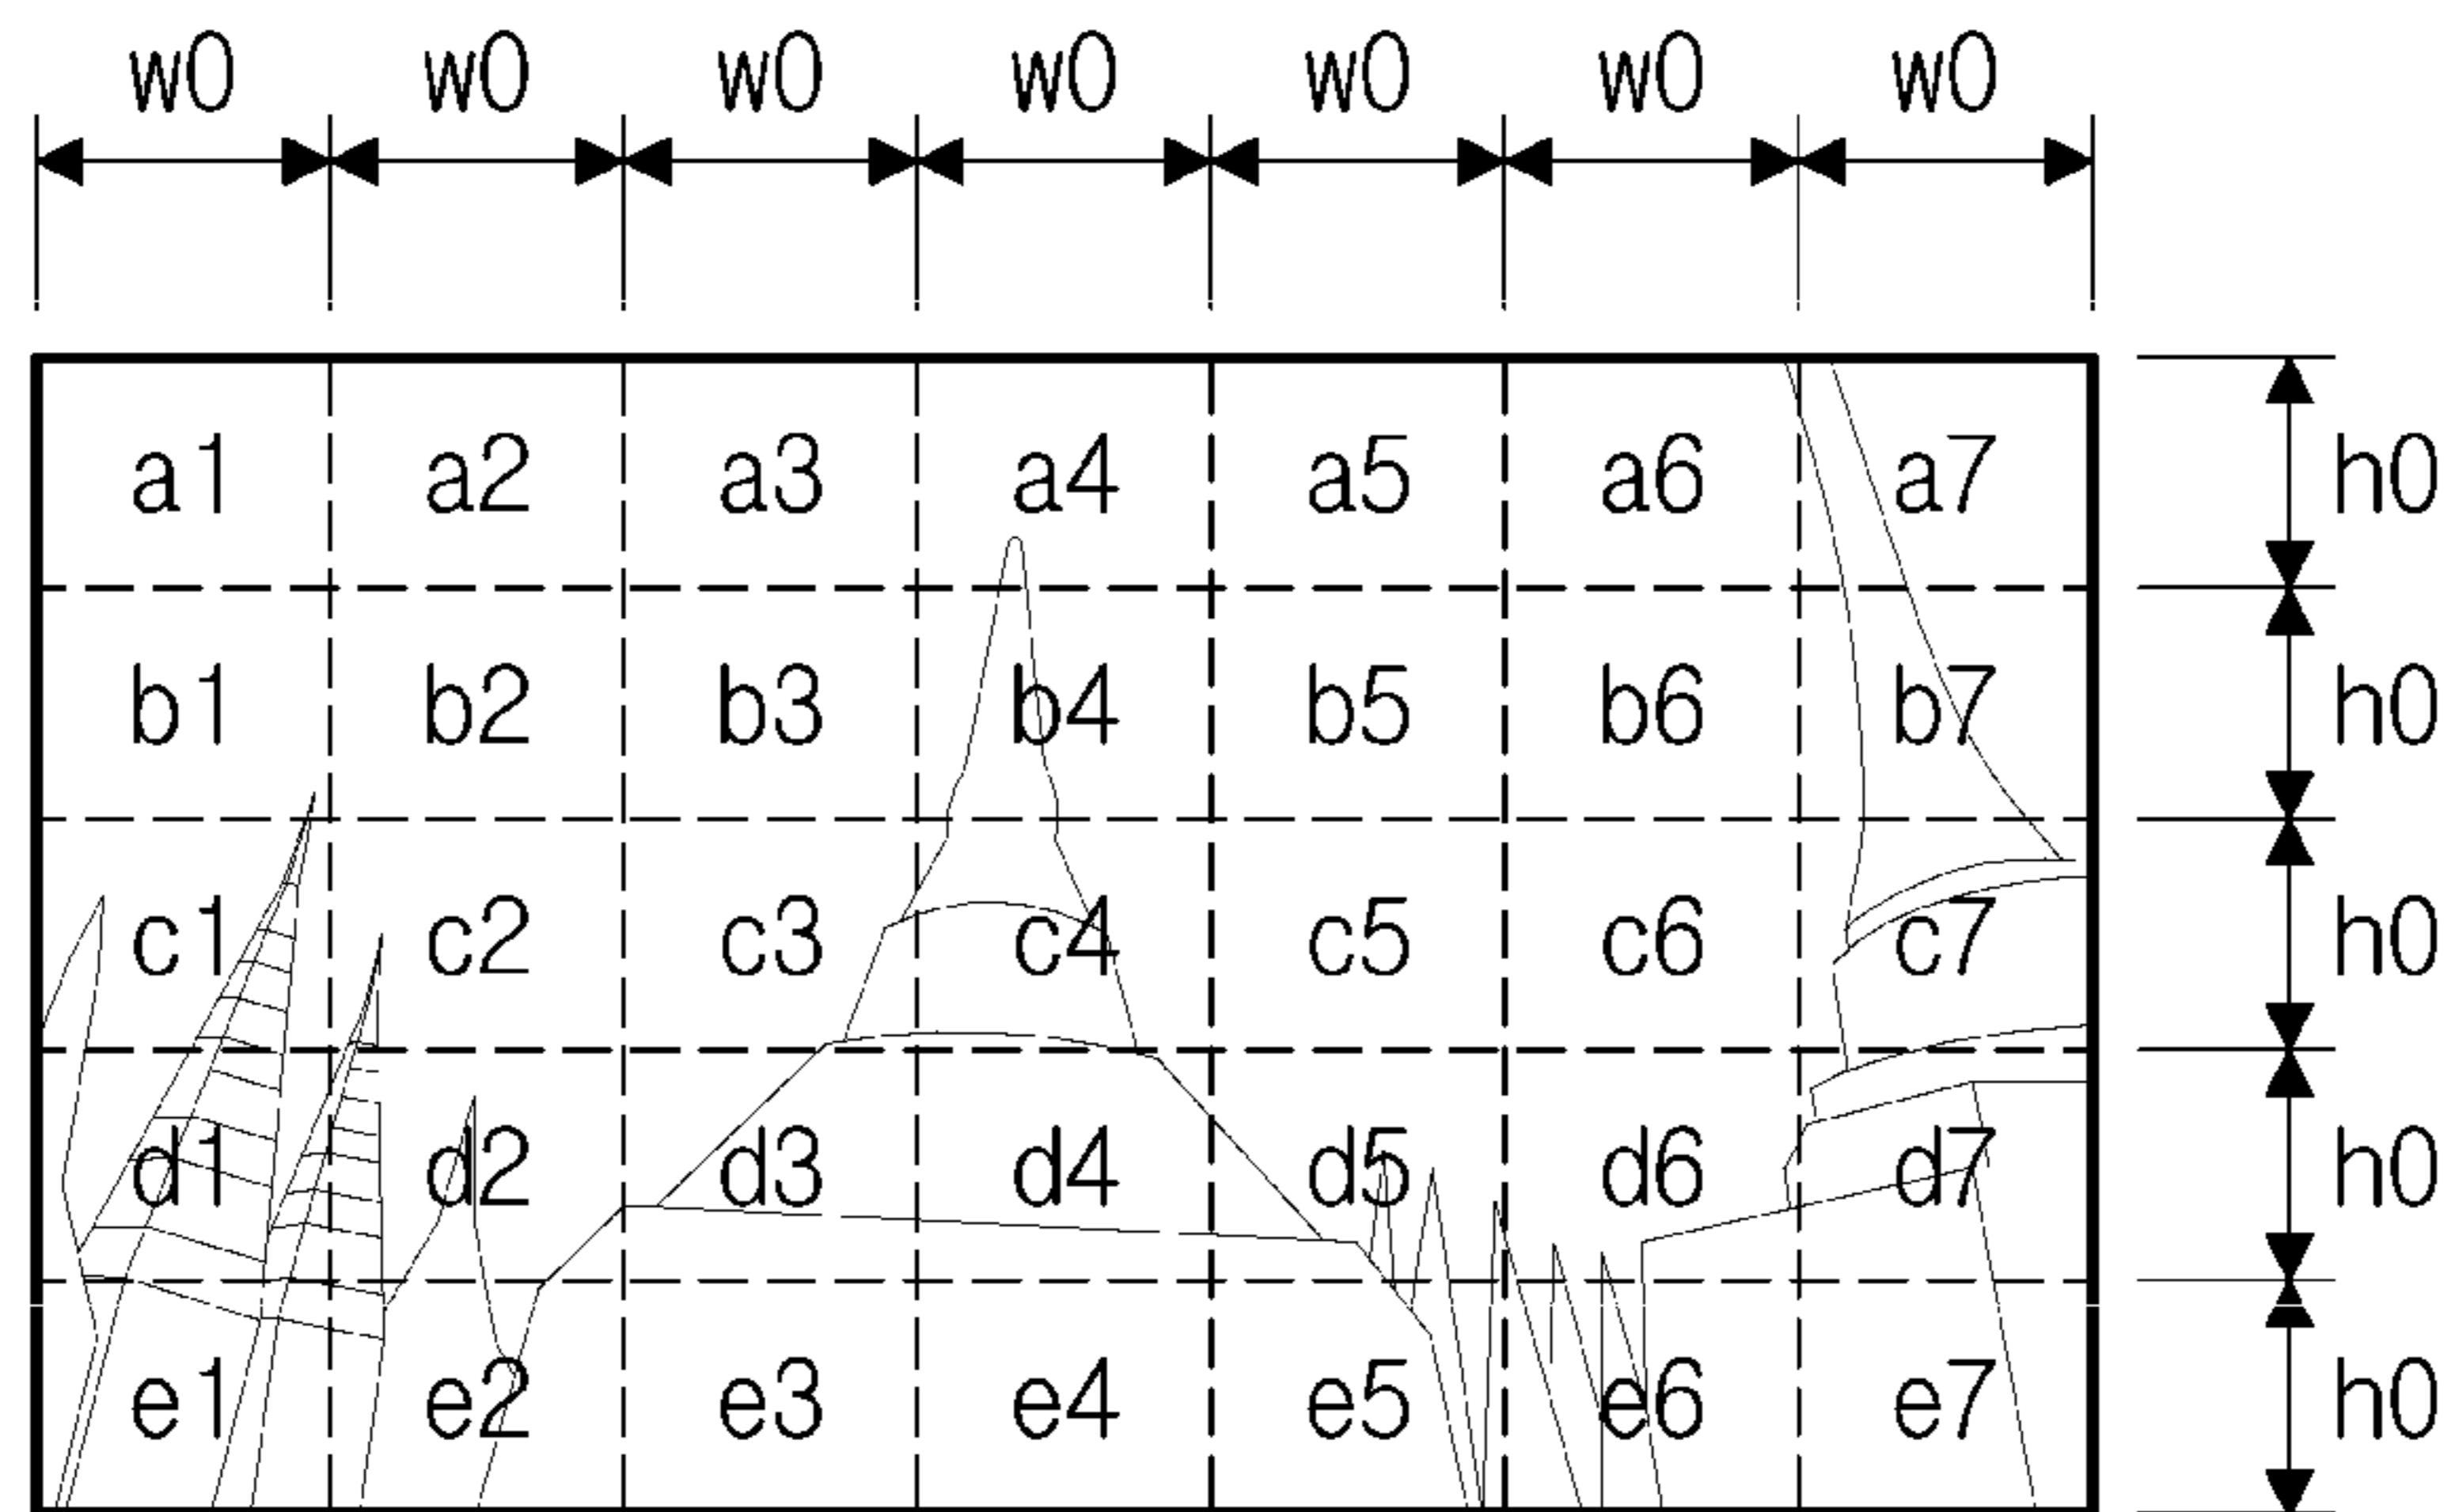 w0 w0 w0 w0 w0 w0 w0
a1 a2 a3 a4 a5 a6 a7 h0
b1 b2 b3 b4 b5 b6 b7 h0
c1 c2 c3 c4 c5 c6 c7 h0
d1 d2 d3 d4 d5 d6 d7 h0
e1 e2 e3 e4 e5 e6 e7 h0